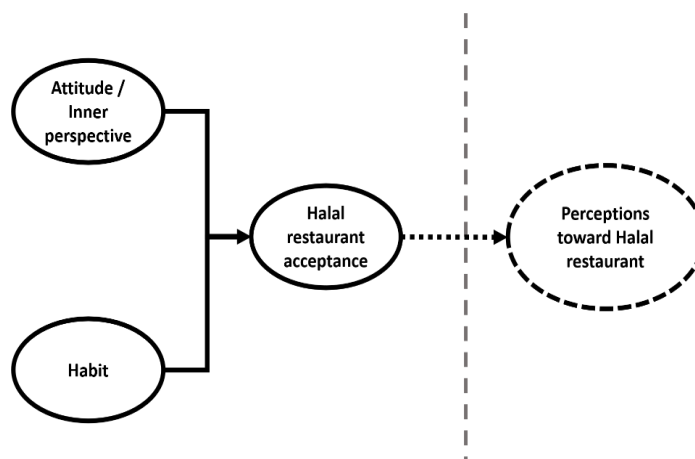 Attitude /
Inner
perspective
Halal
restaurant
acceptance
Perceptions
toward Halal
restaurant
Habit